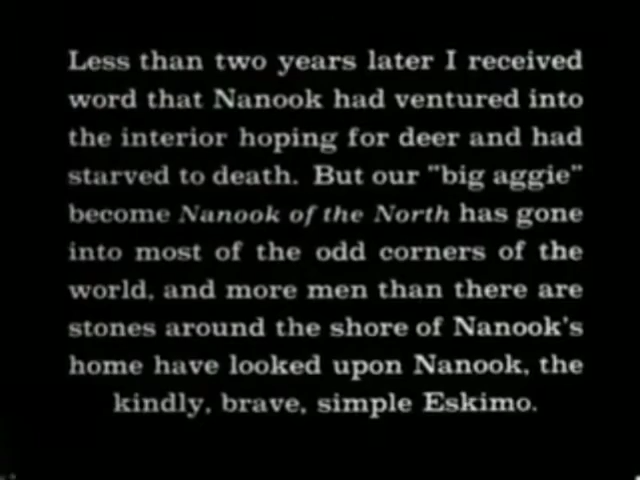 Less than two years later I received
word that Nanook had ventured into
the interior hoping for deer and had
starved to death. But our "big aggie"
become Nanook of the North has gone
into most of the odd corners of the
world, and more men than there are
stones around the shore of Nanook's
home have looked upon Nanook, the
kindly, brave, simple Eskimo.